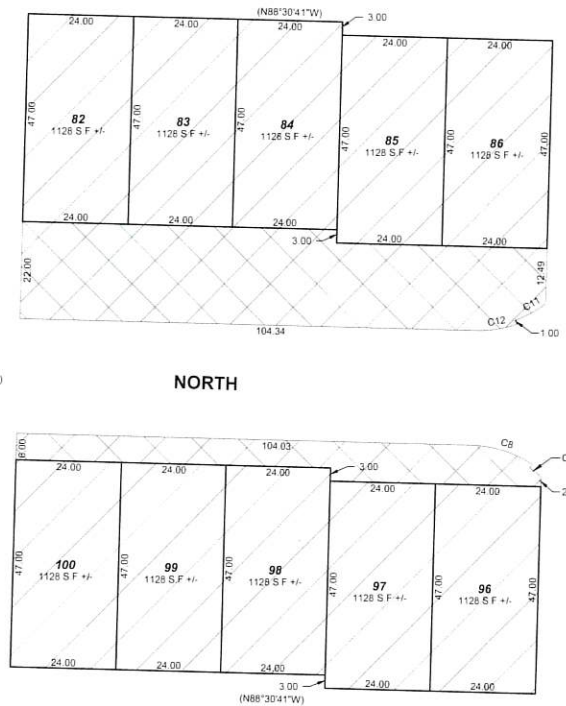 (N88°30'41"W)
24.00 24.00 24.00 3.00
24.00 24.00
47.00 82 83 84 47.00 85 47.00 86 47.00
1128 S.F +/- 1128 S.F +/- 1128 S.F +/- 1128 S.F +/- 1128 S.F +/-
24.00 24.00 24.00
3.00 24.00 24.00
22.00 12.49
C11
C12 1.00
104.34
)
NORTH
8.00 104.03 C8
24.00 24.00 24.00 3.00
24.00 24.00 2
47.00 100 47.00 99 47.00 98 47.00 97 47.00 96 47.00
1128 S.F +/- 1128 S.F +/- 1128 S.F +/- 1128 S.F +/- 1128 S.F +/-
24.00 24.00 24.00
3.00 24.00 24.00
(N88°30'41"W)